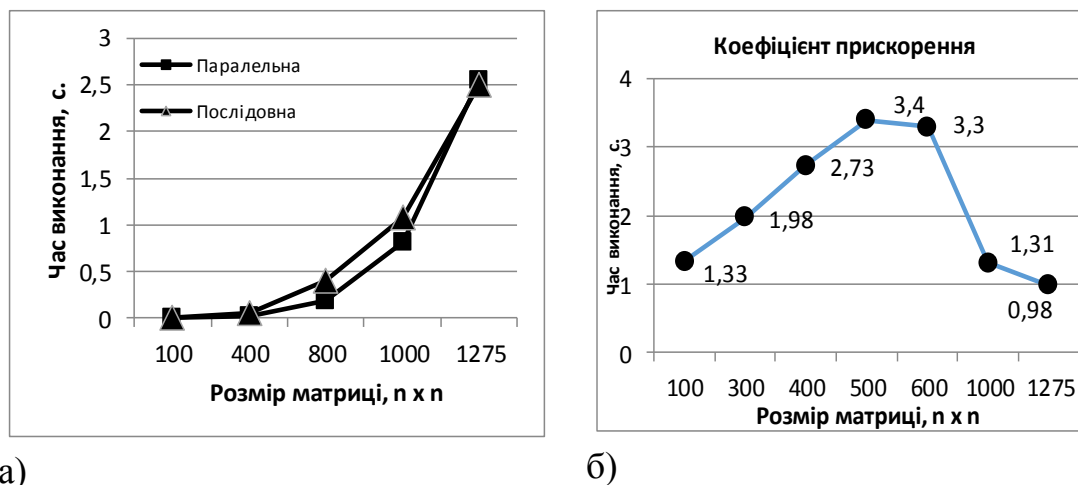 3
2,5
2
1,5
1
0,5
0
Час виконання, с.
Паралельна
Послідовна
100 400 800 1000 1275
Розмір матриці, n x n
а)
Коефіцієнт прискорення
4
3
2
1
0
Час виконання, с.
1,33
1,98
2,73
3,4
3,3
1,31
0,98
100 300 400 500 600 1000 1275
Розмір матриці, n x n
б)